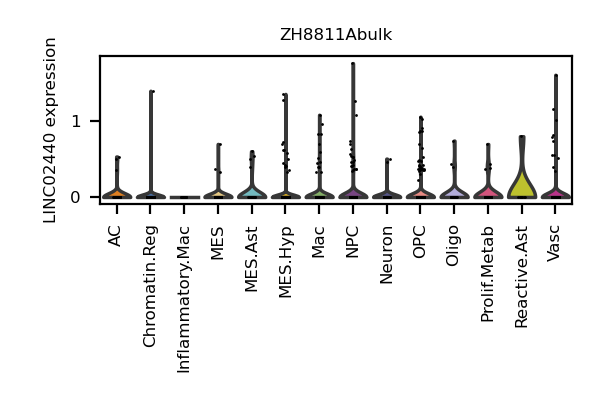 ZH8811Abulk
LINC02440 expression
1
0
AC
Chromatin.Reg
Inflammatory.Mac
MES
MES.Ast
MES.Hyp
Mac
NPC
Neuron
OPC
Oligo
Prolif.Metab
Reactive.Ast
Vasc